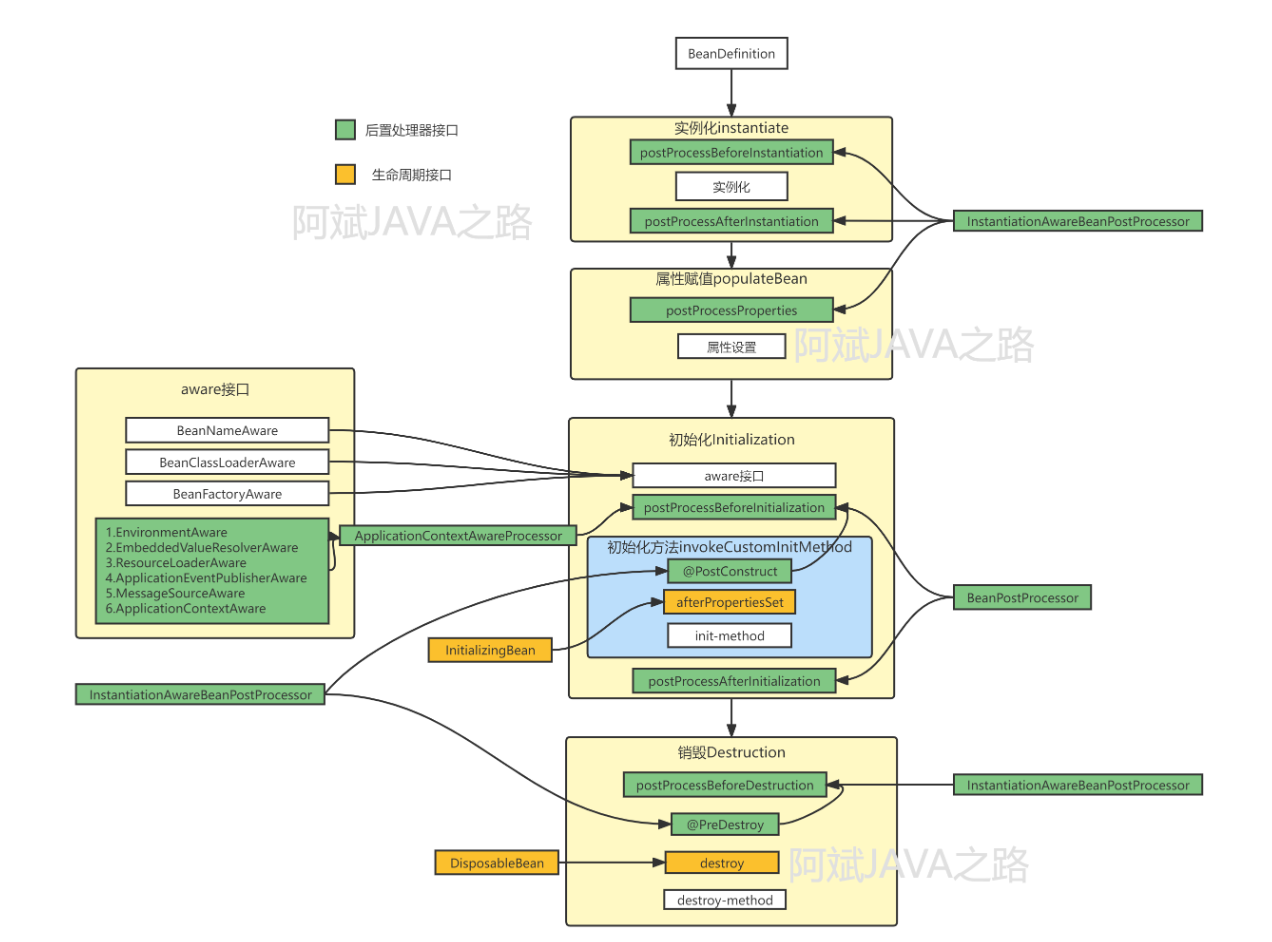 BeanDefinition
后置处理器接口
生命周期接口
阿斌JAVA之路
实例化instantiate
postProcessBeforeInstantiation
实例化
postProcessAfterInstantiation
InstantiationAwareBeanPostProcessor
属性赋值populateBean
postProcessProperties
属性设置
阿斌JAVA之路
aware接口
BeanNameAware
BeanClassLoaderAware
BeanFactoryAware
1.EnvironmentAware
2.EmbeddedValueResolverAware
3.ResourceLoaderAware
4.ApplicationEventPublisherAware
5.MessageSourceAware
6.ApplicationContextAware
ApplicationContextAwareProcessor
初始化Initialization
aware接口
postProcessBeforeInitialization
初始化方法invokeCustomInitMethod
@PostConstruct
afterPropertiesSet
init-method
postProcessAfterInitialization
BeanPostProcessor
InitializingBean
InstantiationAwareBeanPostProcessor
销毁Destruction
postProcessBeforeDestruction
InstantiationAwareBeanPostProcessor
@PreDestroy
DisposableBean
destroy
阿斌JAVA之路
destroy-method